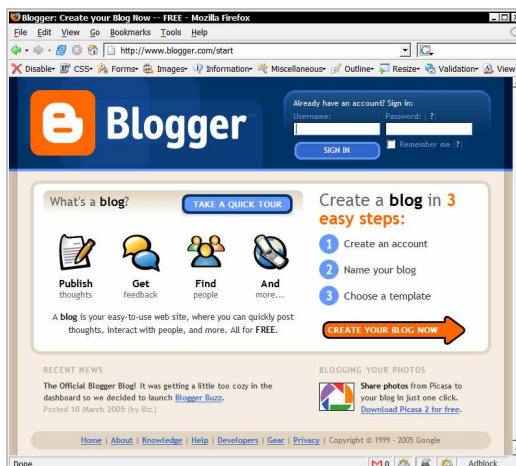 Blogger: Create your Blog Now -- FREE - Mozilla Firefox
File Edit View Go Bookmarks Tools Help
http://www.blogger.com/start
Disable CSS Forms Images Information Miscellaneous Outline Resize Validation View
Blogger
Already have an account? Sign in:
Username: Password: (?)
SIGN IN Remember me (?)
What's a blog? TAKE A QUICK TOUR
Publish thoughts
Get feedback
Find people
And more...
A blog is your easy-to-use web site, where you can quickly post
thoughts, interact with people, and more. All for FREE.
Create a blog in 3
easy steps:
1 Create an account
2 Name your blog
3 Choose a template
CREATE YOUR BLOG NOW
RECENT NEWS
The Official Blogger Blog! It was getting a little too cozy in the
dashboard so we decided to launch Blogger Buzz.
Posted 10 March 2005 (by Biz.)
BLOGGING YOUR PHOTOS
Share photos from Picasa to
your blog in just one click.
Download Picasa 2 for free.
Home | About | Knowledge | Help | Developers | Gear | Privacy | Copyright © 1999 - 2005 Google
Done 0 Adblock